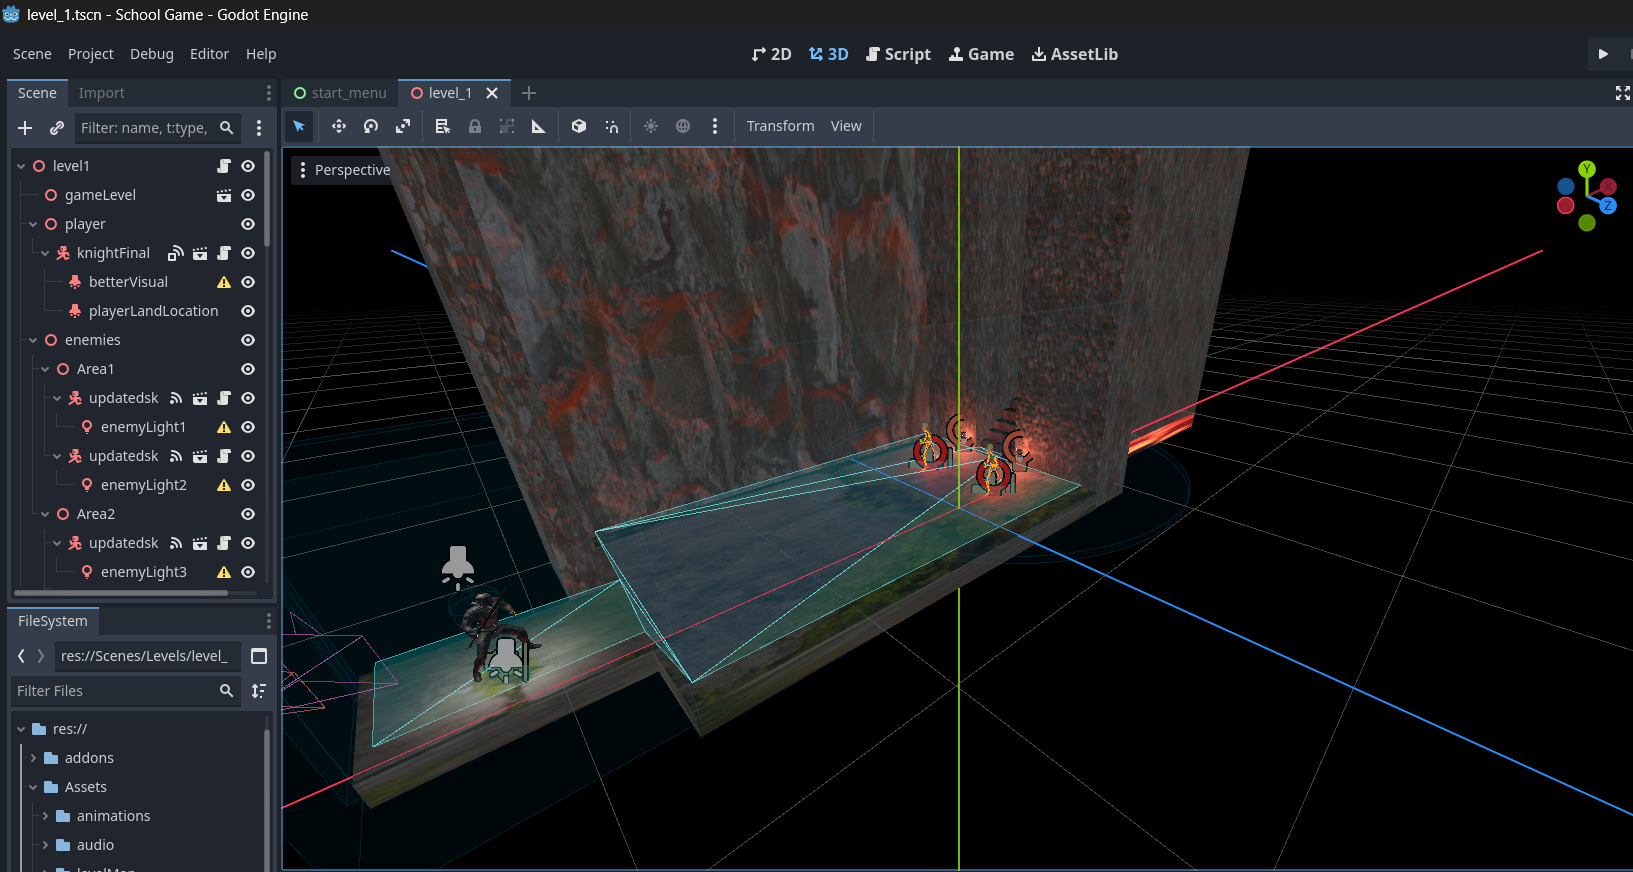 level_1.tscn - School Game - Godot Engine
Scene Project Debug Editor Help
2D 3D Script Game AssetLib
Scene Import
start_menu level_1
Filter: name, t:type,
Transform View
Perspective
level1
gameLevel
player
knightFinal
betterVisual
playerLandLocation
enemies
Area1
updatedsk
enemyLight1
updatedsk
enemyLight2
Area2
updatedsk
enemyLight3
Y
X
Z
FileSystem
res://Scenes/Levels/level_
Filter Files
res://
addons
Assets
animations
audio